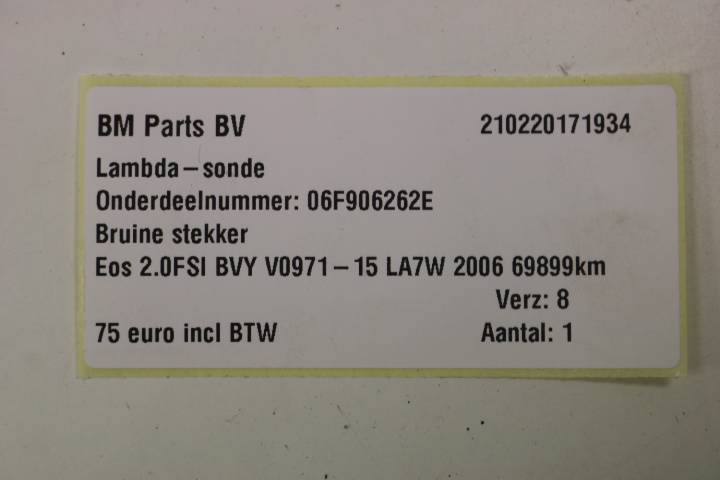 BM Parts BV 210220171934
Lambda-sonde
Onderdeelnummer: 06F906262E
Bruine stekker
Eos 2.0FSI BVY V0971-15 LA7W 2006 69899km
Verz: 8
75 euro incl BTW Aantal: 1